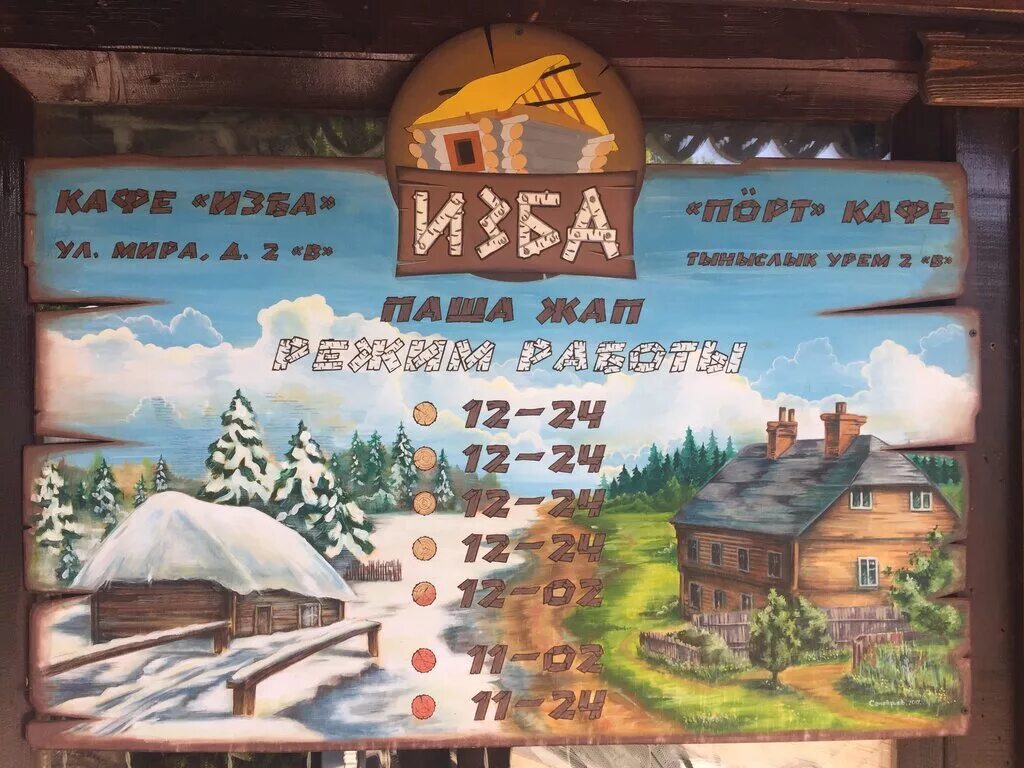 ИЗБА
КАФЕ «ИЗБА»
УЛ. МИРА, Д. 2 «В»
«ПӦРТ» КАФЕ
ТЫНЫСЛЫК УРЕМ 2 «В»
ПАША ЖАП
РЕЖИМ РАБОТЫ
12-24
12-24
12-24
12-24
12-02
11-02
11-24